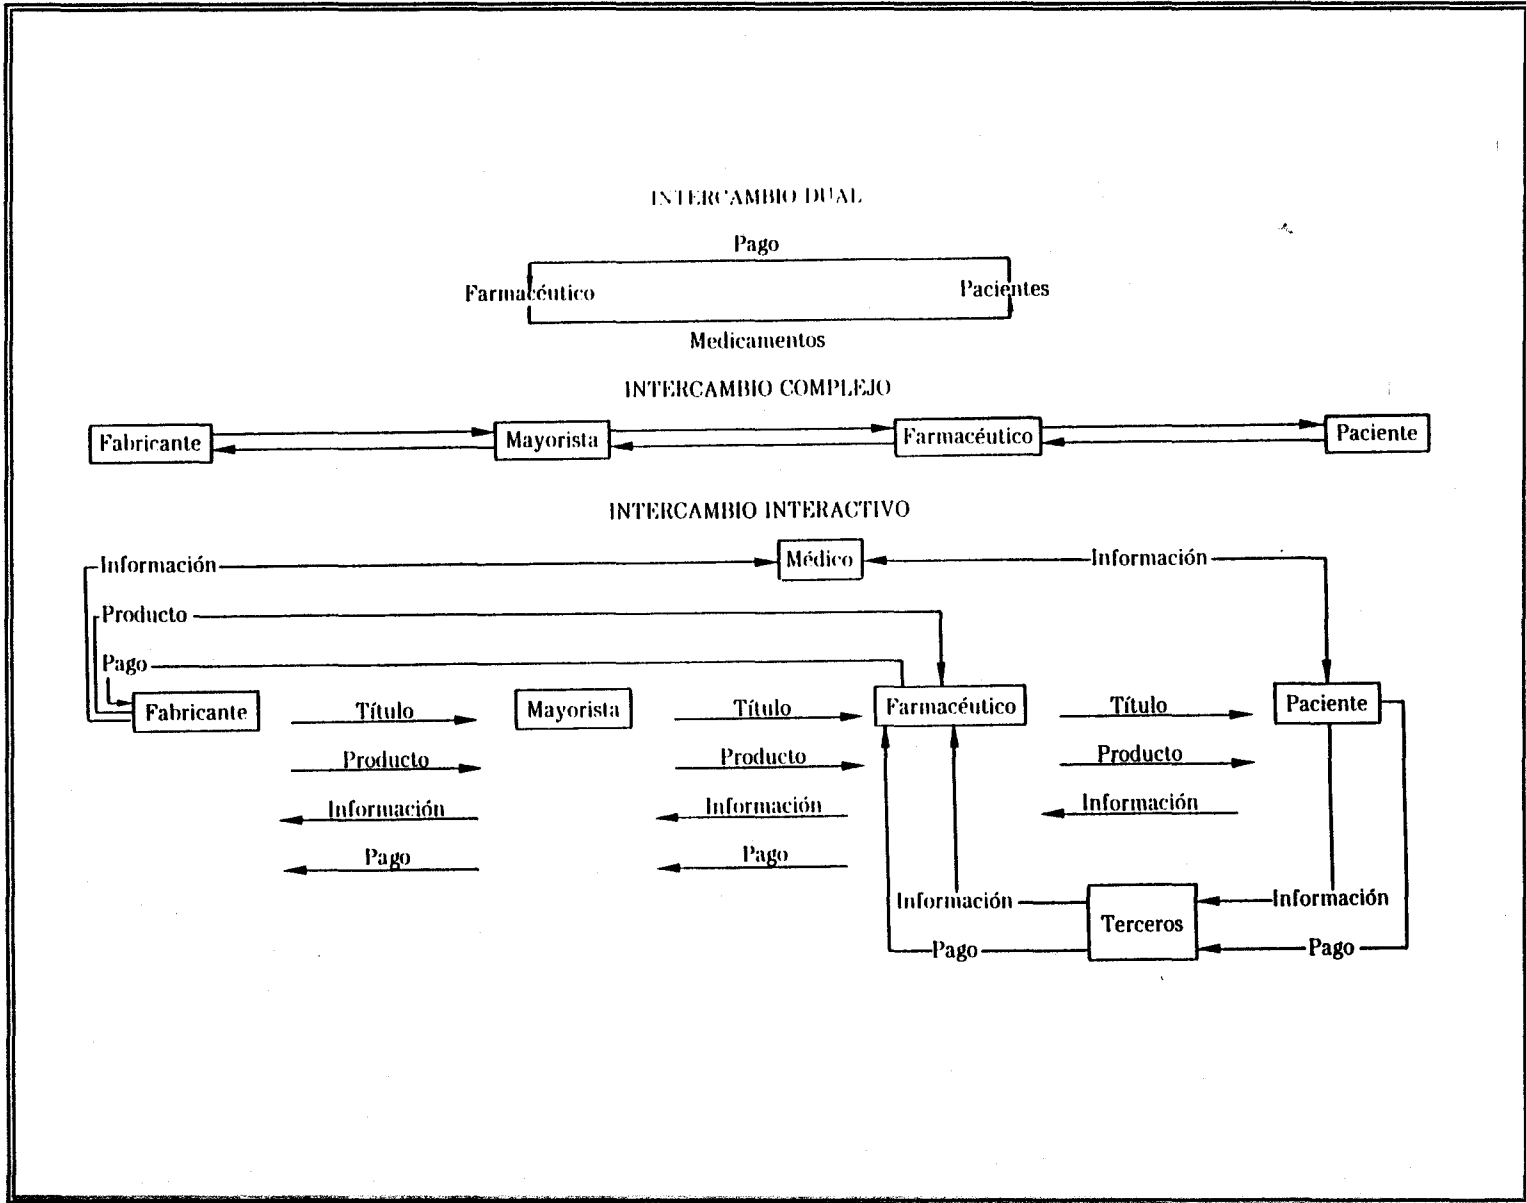 INTERCAMBIO DUAL
Pago
Farmacéutico Pacientes
Medicamentos
INTERCAMBIO COMPLEJO
Fabricante Mayorista Farmacéutico Paciente
INTERCAMBIO INTERACTIVO
Información Médico Información
Producto
Pago
Fabricante Título Mayorista Título Farmacéutico Título Paciente
Producto Producto Producto
Información Información Información
Pago Pago
Información Terceros Información
Pago Pago